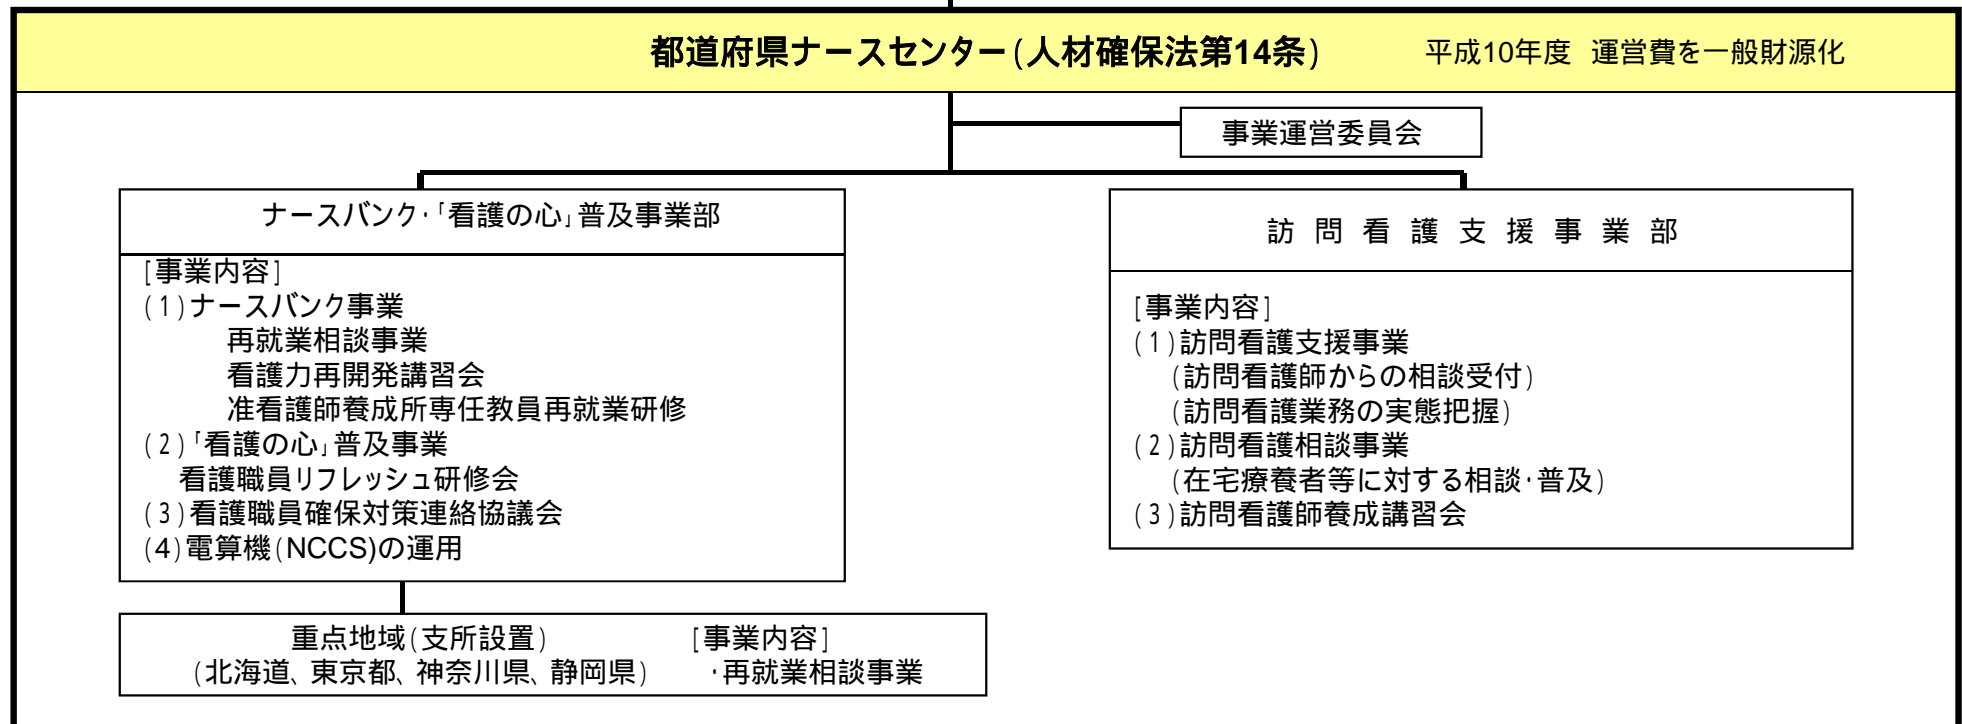 都道府県ナースセンター(人材確保法第14条) 平成10年度 運営費を一般財源化
事業運営委員会
ナースバンク・「看護の心」普及事業部
[事業内容]
(1)ナースバンク事業
再就業相談事業
看護力再開発講習会
准看護師養成所専任教員再就業研修
(2)「看護の心」普及事業
看護職員リフレッシュ研修会
(3)看護職員確保対策連絡協議会
(4)電算機(NCCS)の運用
重点地域(支所設置) [事業内容]
(北海道、東京都、神奈川県、静岡県) ・再就業相談事業
訪問看護支援事業部
[事業内容]
(1)訪問看護支援事業
(訪問看護師からの相談受付)
(訪問看護業務の実態把握)
(2)訪問看護相談事業
(在宅療養者等に対する相談・普及)
(3)訪問看護師養成講習会